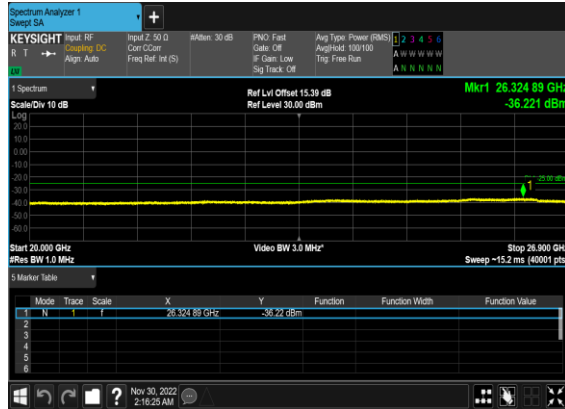 Spectrum Analyzer 1
Swept SA
KEYSIGHT Input: RF Input Z: 50 Ω #Atten: 30 dB PNO: Fast Avg Type: Power (RMS) 1 2 3 4 5 6
R T Coupling: DC Corr CCorr Gate: Off Avg|Hold: 100/100 A W W W W W
Align: Auto Freq Ref: Int (S) IF Gain: Low Trig: Free Run
Sig Track: Off A N N N N N
1 Spectrum Ref Lvl Offset 15.39 dB Mkr1 26.324 89 GHz
Scale/Div 10 dB Ref Level 30.00 dBm -36.221 dBm
Log
20.0
10.0
0.00
-10.0
-20.0
-25.00 dBm
-30.0
1
-40.0
-50.0
-60.0
Start 20.000 GHz Video BW 3.0 MHz* Stop 26.900 GHz
#Res BW 1.0 MHz Sweep ~15.2 ms (40001 pts)
5 Marker Table
Mode Trace Scale X Y Function Function Width Function Value
1 N 1 f 26.324 89 GHz -36.22 dBm
2
3
4
5
6
Nov 30, 2022
2:16:25 AM